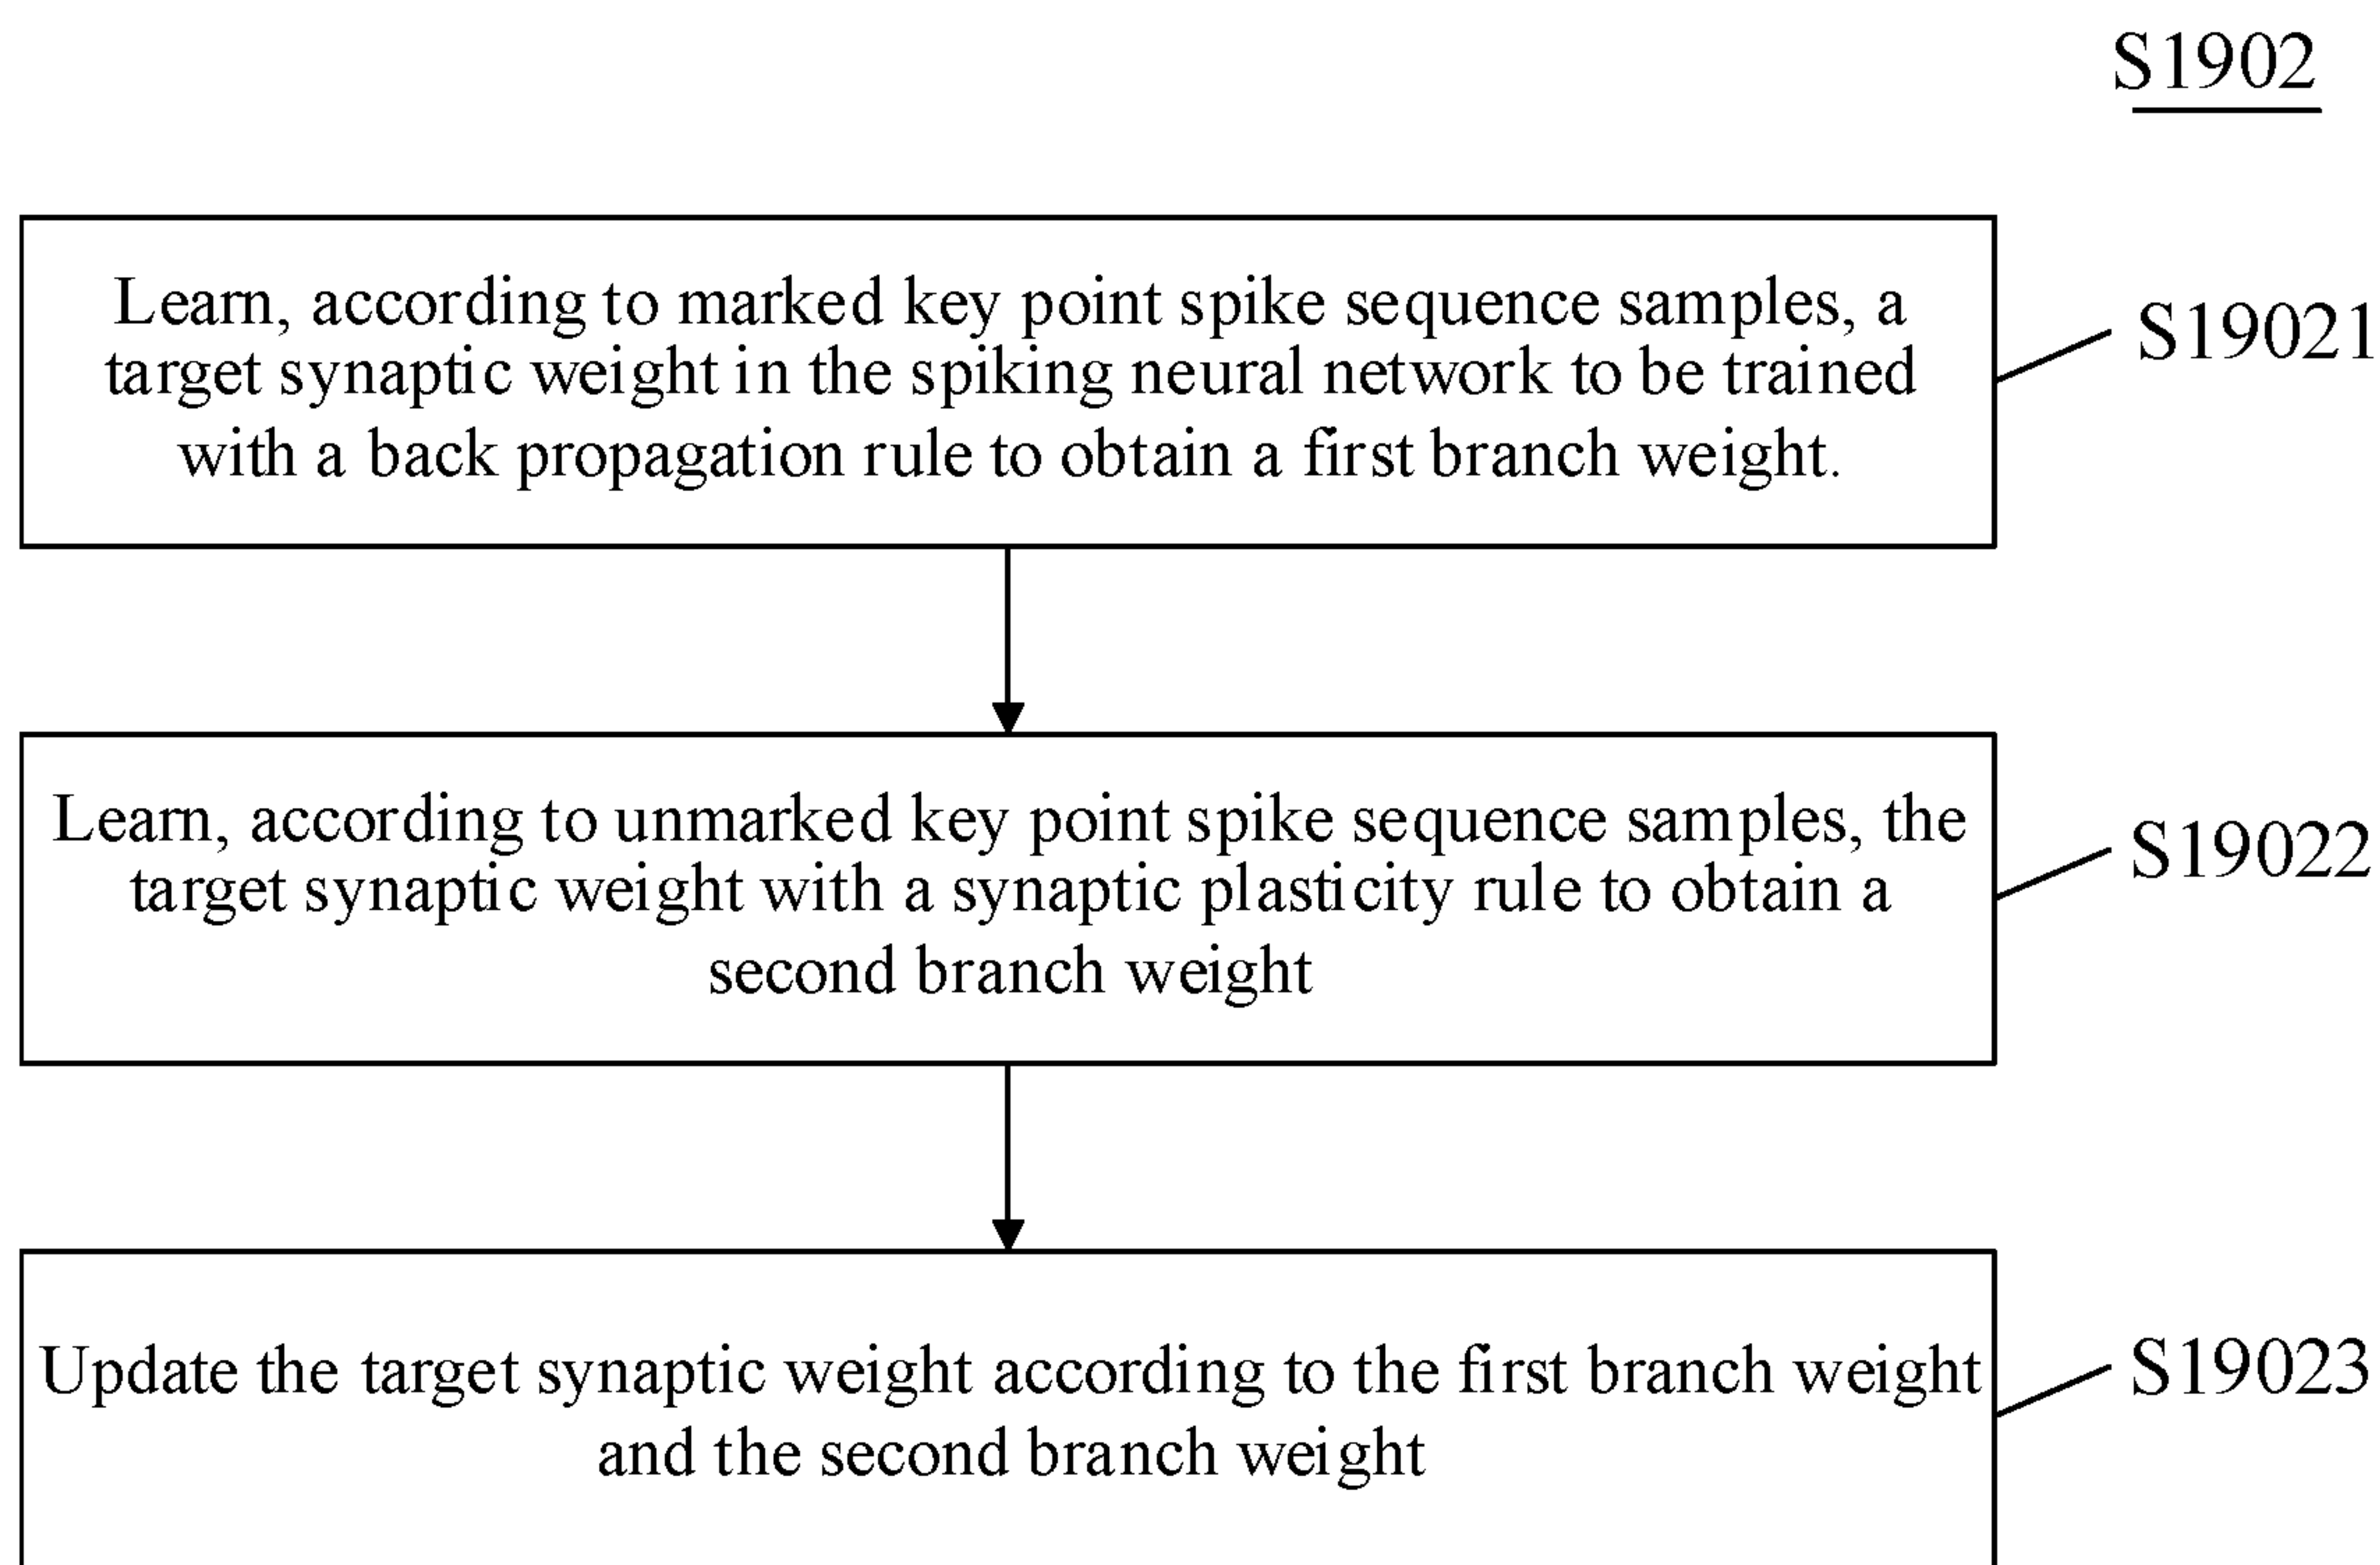 S1902
Learn, according to marked key point spike sequence samples, a
target synaptic weight in the spiking neural network to be trained
with a back propagation rule to obtain a first branch weight.
S19021
Learn, according to unmarked key point spike sequence samples, the
target synaptic weight with a synaptic plasticity rule to obtain a
second branch weight
S19022
Update the target synaptic weight according to the first branch weight
and the second branch weight
S19023